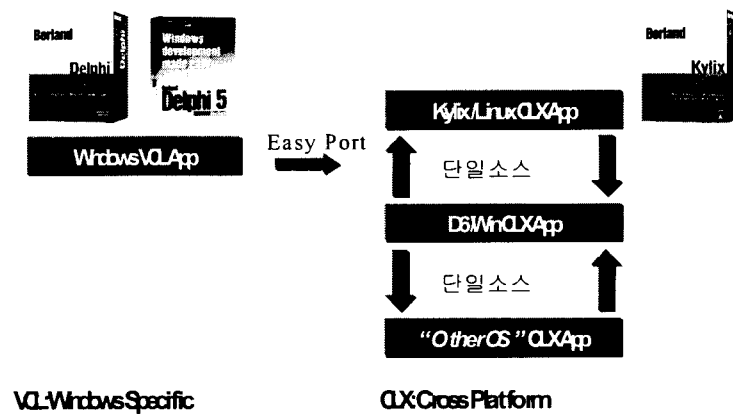 Borland
Delphi
Windows
development
Delphi 5
Borland
Kylix
Windows VCL App
Easy Port
Kylix/Linux CLX App
단일소스
D6/Win CLX App
단일소스
“Other OS” CLX App
VCL:Windows Specific
CLX:Cross Platform